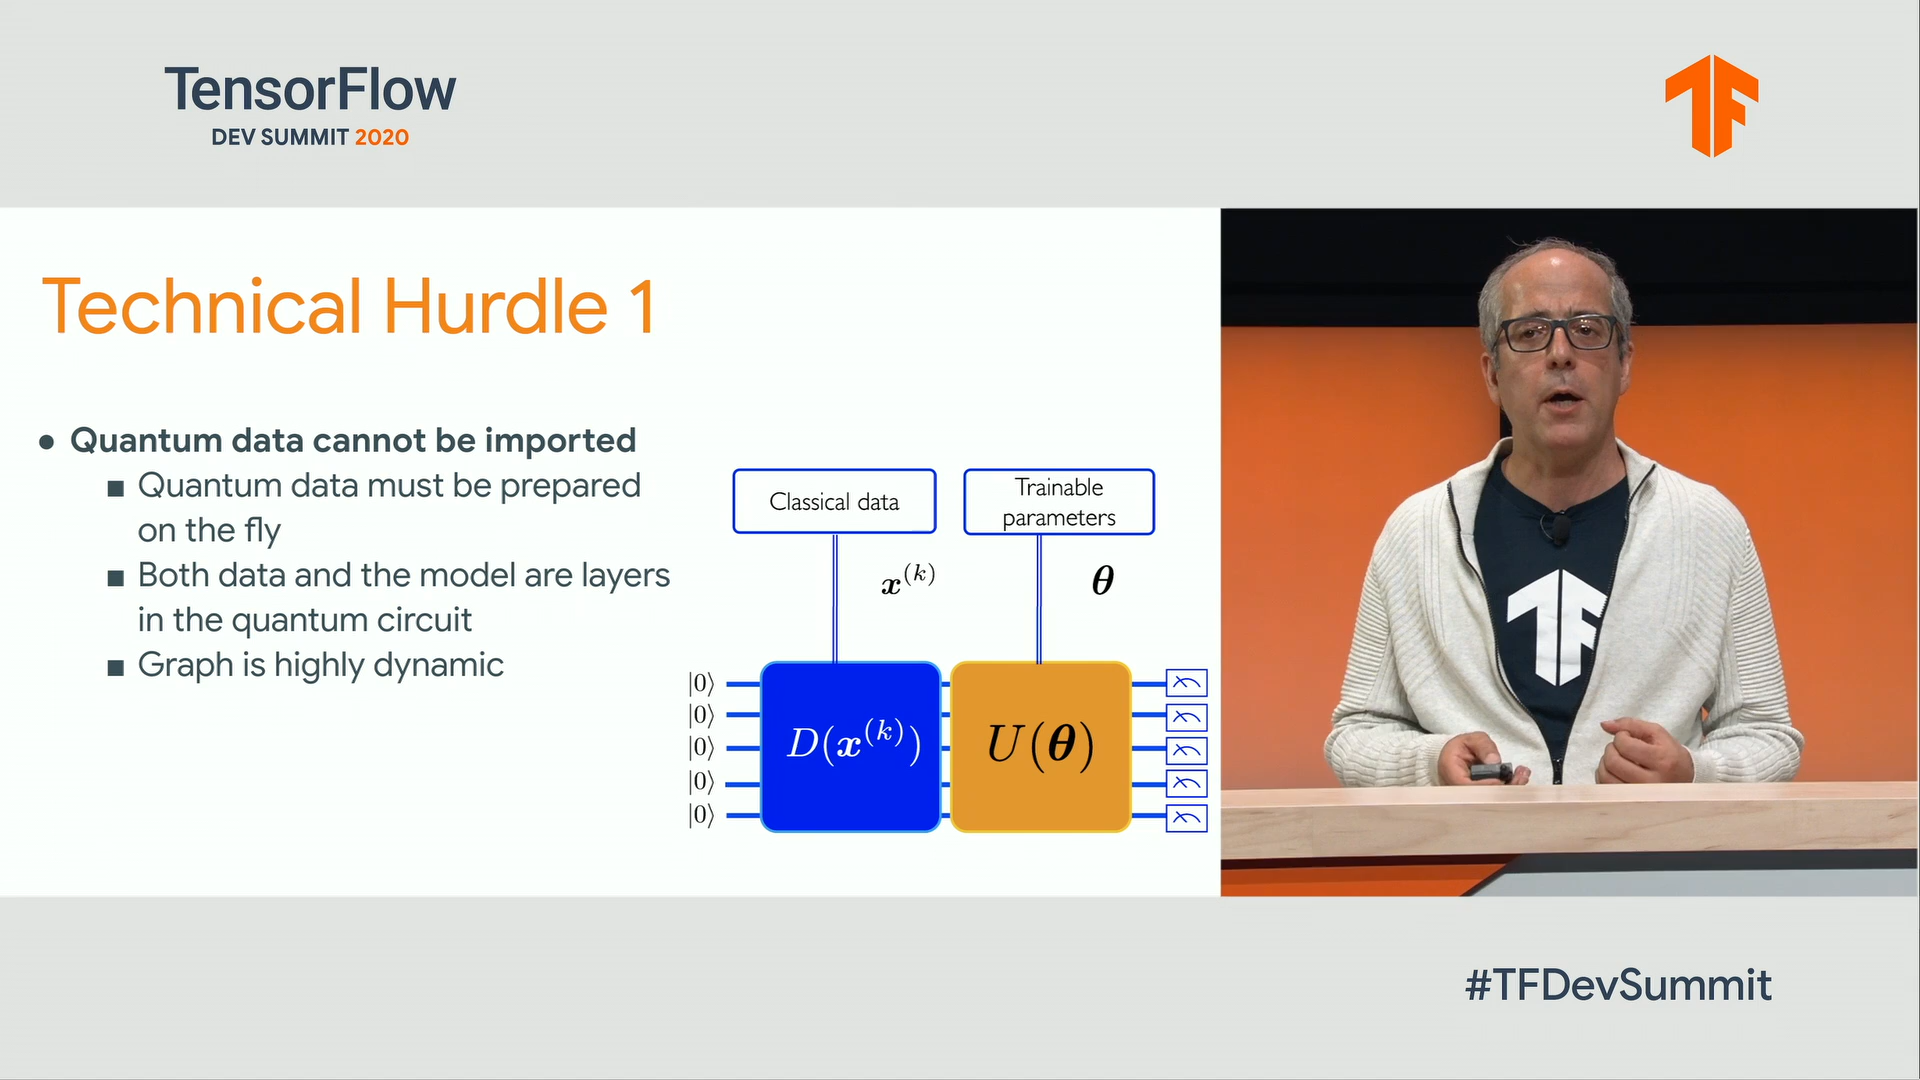 TensorFlow
DEV SUMMIT 2020
TF
Technical Hurdle 1
● Quantum data cannot be imported
■ Quantum data must be prepared
on the fly
■ Both data and the model are layers
in the quantum circuit
■ Graph is highly dynamic
Classical data
Trainable
parameters
x^(k)
θ
|0⟩
|0⟩
|0⟩
|0⟩
|0⟩
D(x^(k))
U(θ)
TF
#TFDevSummit